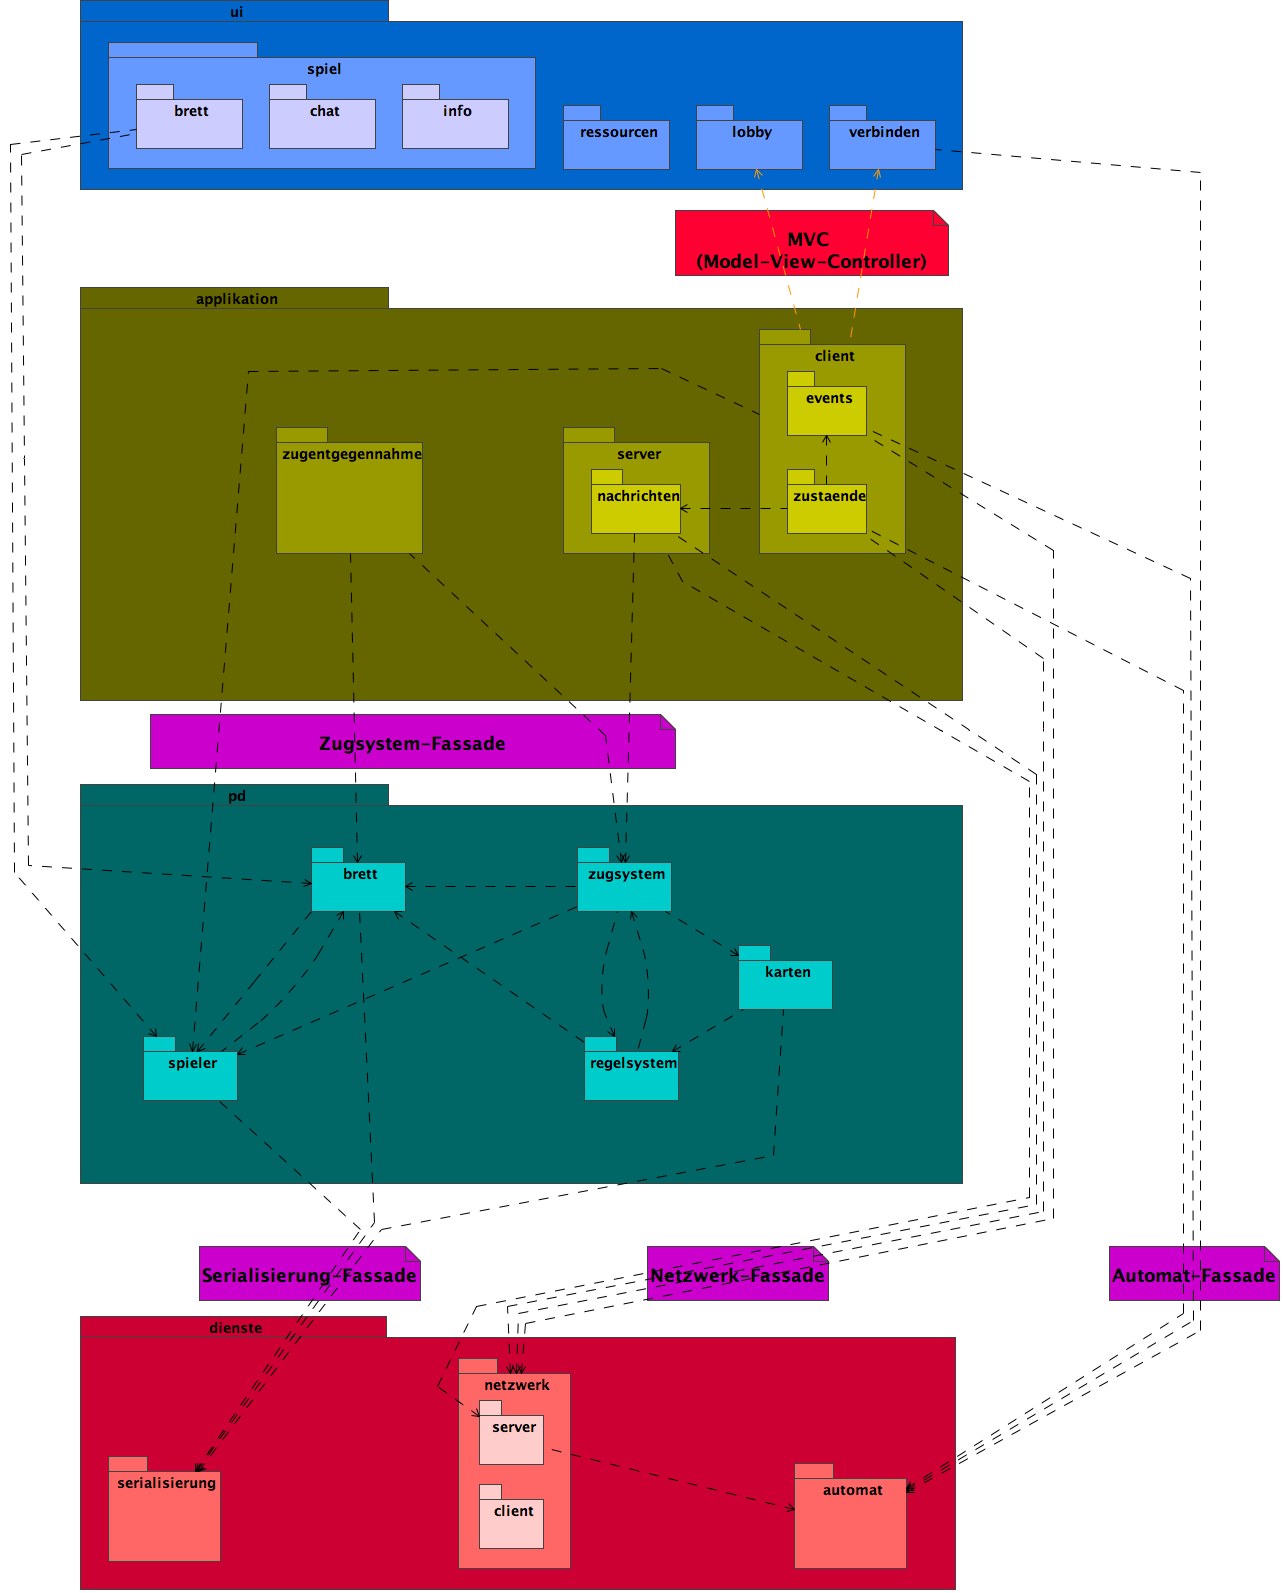 ui
spiel
brett
chat
info
ressourcen
lobby
verbinden
MVC
(Model-View-Controller)
applikation
client
events
zugentgegennahme
server
nachrichten
zustaende
Zugsystem-Fassade
pd
brett
zugsystem
karten
spieler
regelsystem
Serialisierung-Fassade
Netzwerk-Fassade
Automat-Fassade
dienste
netzwerk
server
serialisierung
client
automat